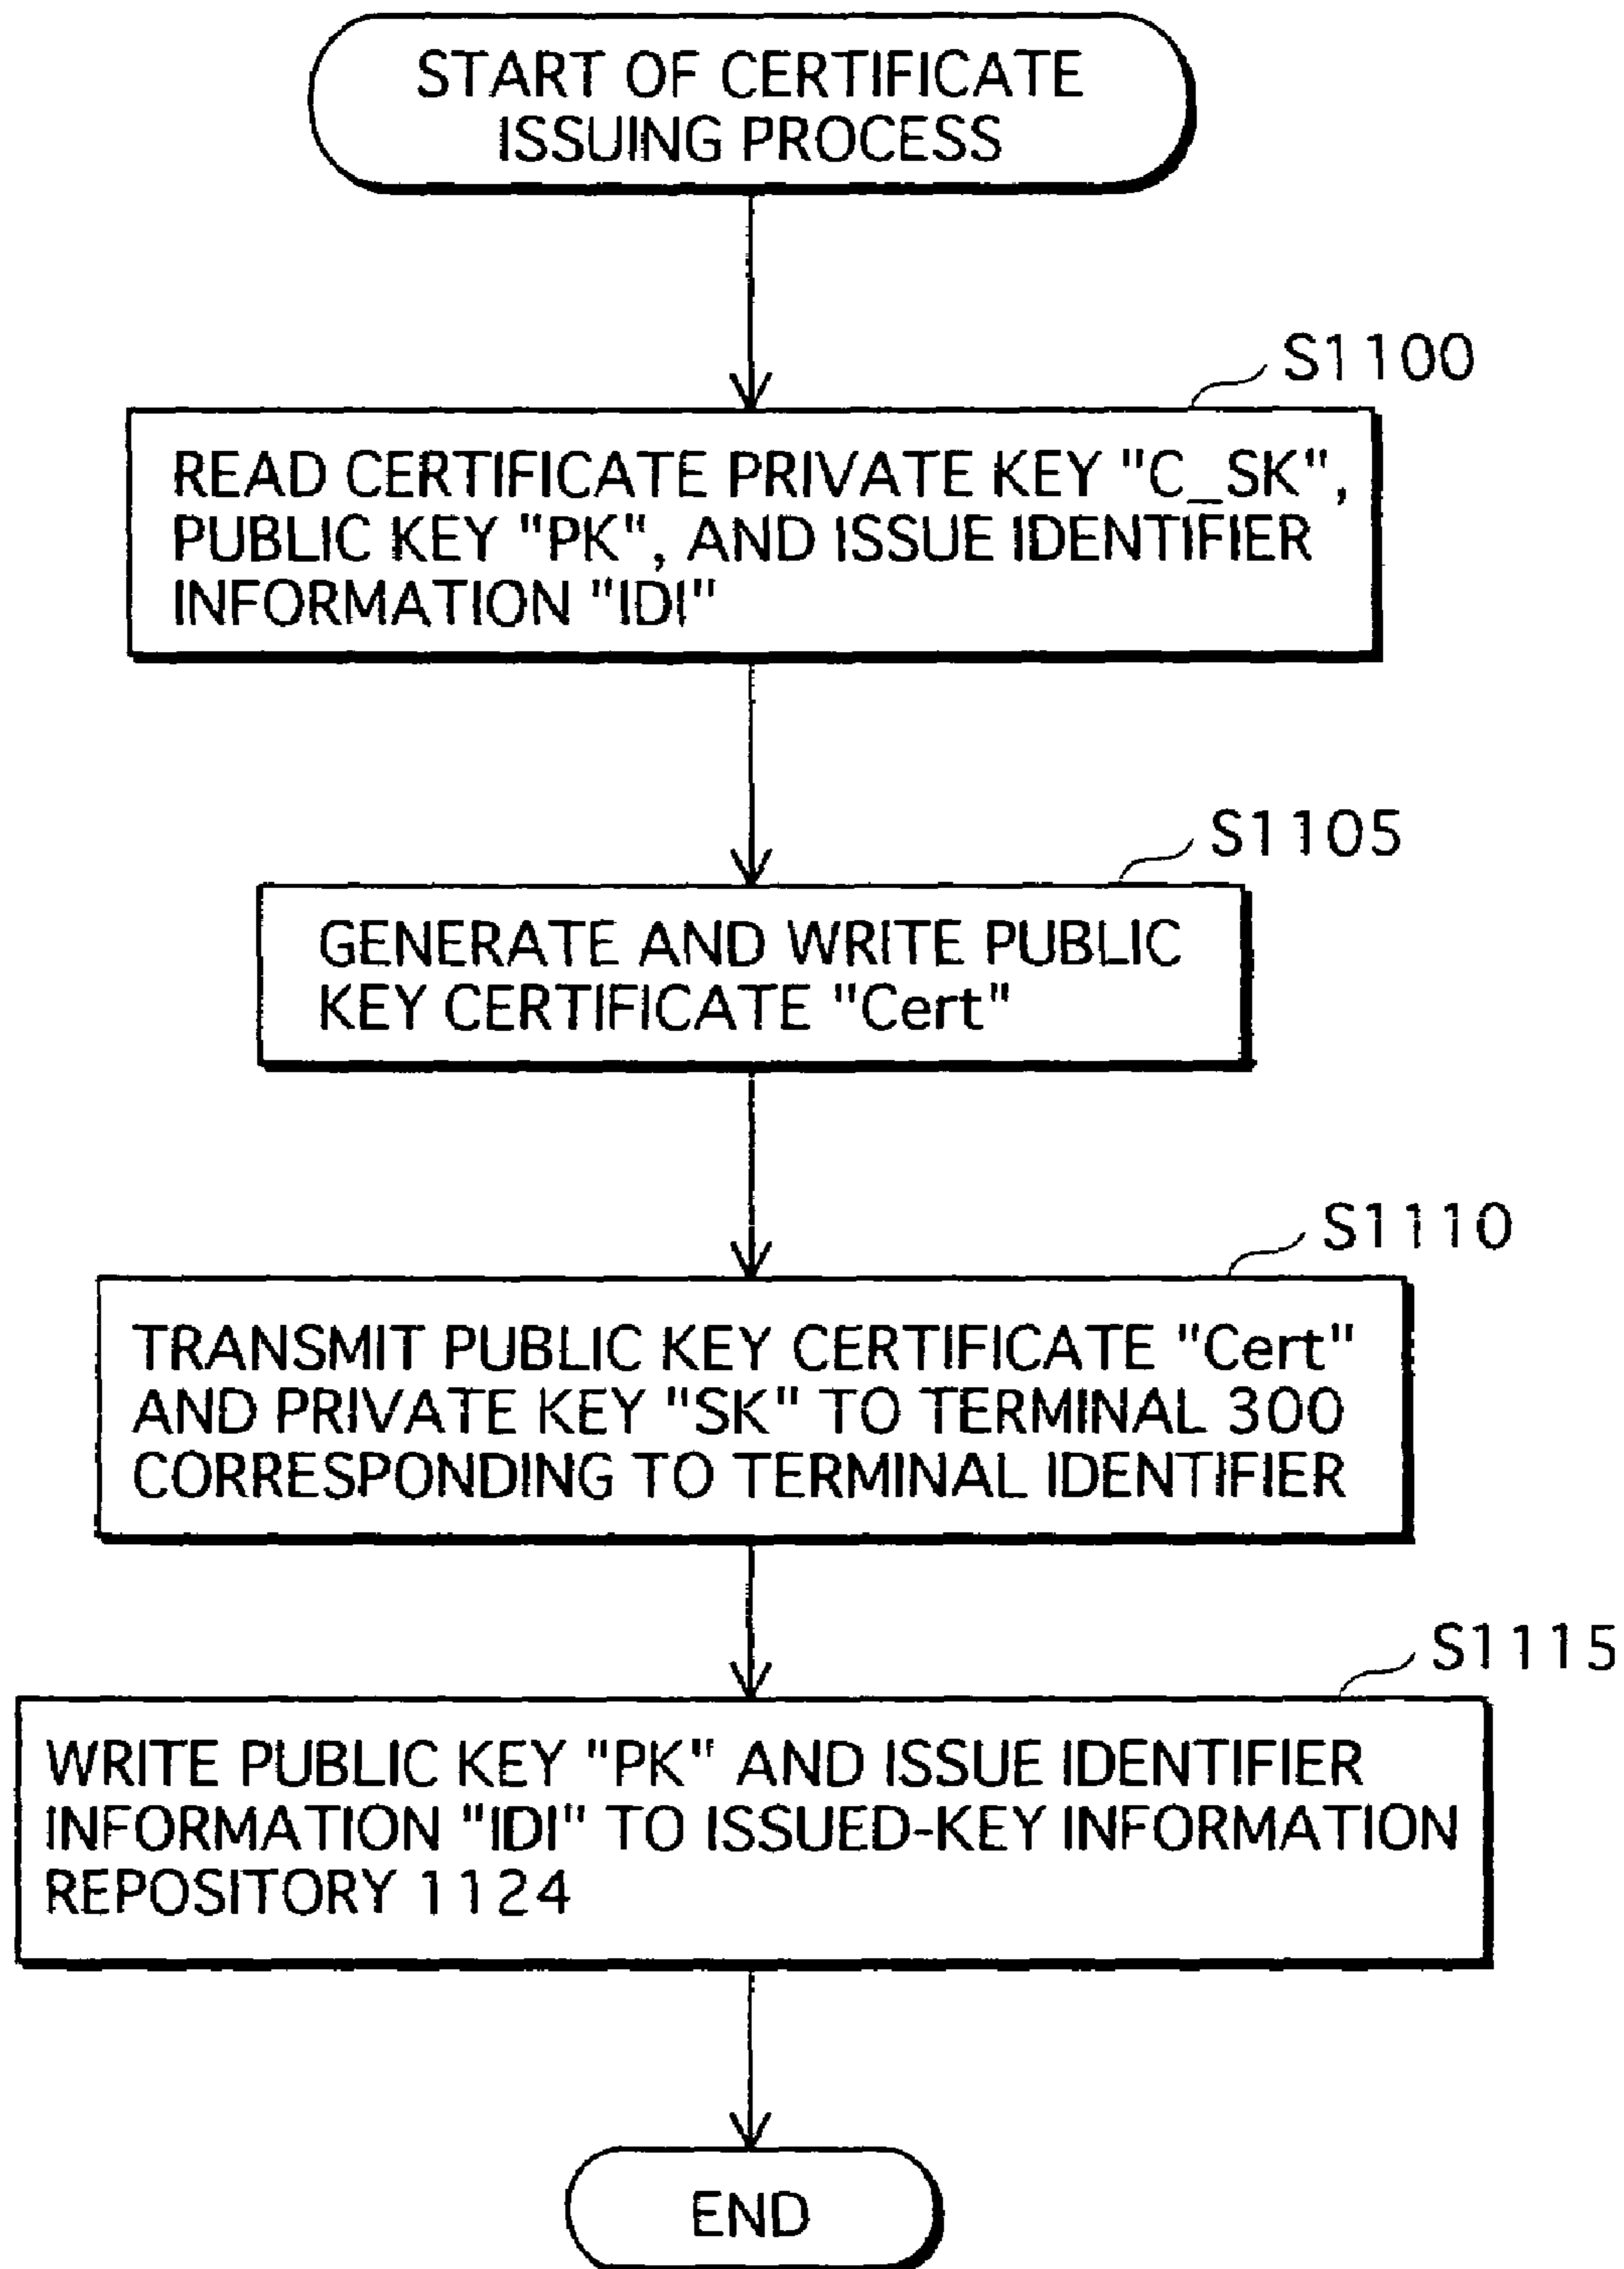 START OF CERTIFICATE
ISSUING PROCESS
S1100
READ CERTIFICATE PRIVATE KEY "C_SK",
PUBLIC KEY "PK", AND ISSUE IDENTIFIER
INFORMATION "IDI"
S1105
GENERATE AND WRITE PUBLIC
KEY CERTIFICATE "Cert"
S1110
TRANSMIT PUBLIC KEY CERTIFICATE "Cert"
AND PRIVATE KEY "SK" TO TERMINAL 300
CORRESPONDING TO TERMINAL IDENTIFIER
S1115
WRITE PUBLIC KEY "PK" AND ISSUE IDENTIFIER
INFORMATION "IDI" TO ISSUED-KEY INFORMATION
REPOSITORY 1124
END